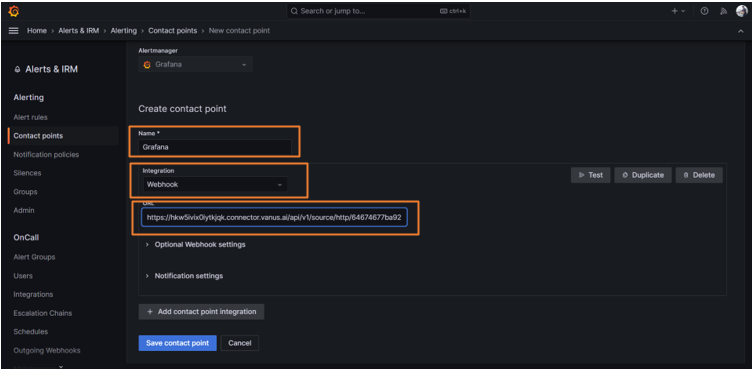 Search or jump to... ctrl+k
Home › Alerts & IRM › Alerting › Contact points › New contact point
Alertmanager
Grafana
Alerts & IRM
Alerting
Alert rules
Contact points
Notification policies
Silences
Groups
Admin
OnCall
Alert Groups
Users
Integrations
Escalation Chains
Schedules
Outgoing Webhooks
Create contact point
Name *
Grafana
Integration
Webhook
Test
Duplicate
Delete
URL
https://hkw5ivix0iytkjqk.connector.vanus.ai/api/v1/source/http/64674677ba92
Optional Webhook settings
Notification settings
+ Add contact point integration
Save contact point
Cancel